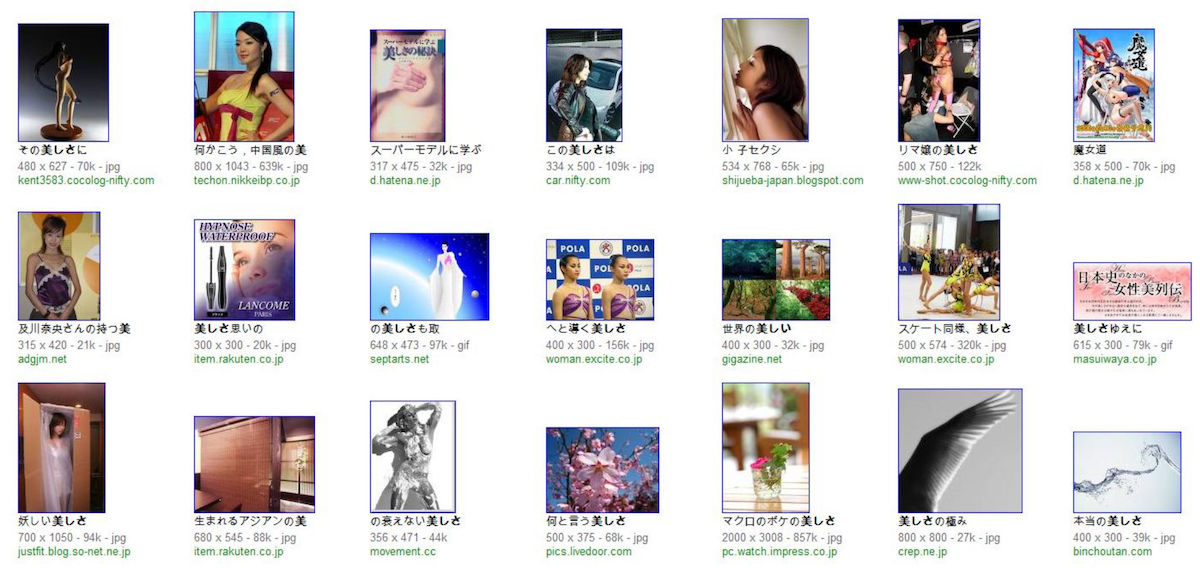 その美しさに
480 x 627 - 70k - jpg
kent3583.cocolog-nifty.com
何かこう，中国風の美
800 x 1043 - 639k - jpg
techon.nikkeibp.co.jp
スーパーモデルに学ぶ
美しさの秘訣
スーパーモデルに学ぶ
317 x 475 - 32k - jpg
d.hatena.ne.jp
この美しさは
334 x 500 - 109k - jpg
car.nifty.com
小 子セクシ
534 x 768 - 65k - jpg
shijueba-japan.blogspot.com
リマ嬢の美しさ
500 x 750 - 122k
www-shot.cocolog-nifty.com
魔女道
358 x 500 - 70k - jpg
d.hatena.ne.jp
及川奈央さんの持つ美
315 x 420 - 21k - jpg
adgjm.net
HYPNÔSE
WATERPROOF
LANCOME
PARIS
美しさ思いの
300 x 300 - 20k - jpg
item.rakuten.co.jp
の美しさも取
648 x 473 - 97k - gif
septarts.net
POLA
POLA
へと導く美しさ
400 x 300 - 156k - jpg
woman.excite.co.jp
世界の美しい
400 x 300 - 32k - jpg
gigazine.net
スケート同様、美しさ
500 x 574 - 320k - jpg
woman.excite.co.jp
日本史のなかの
女性美列伝
美しさゆえに
615 x 300 - 79k - gif
masuiwaya.co.jp
妖しい美しさ
700 x 1050 - 94k - jpg
justfit.blog.so-net.ne.jp
生まれるアジアンの美
680 x 545 - 88k - jpg
item.rakuten.co.jp
の衰えない美しさ
356 x 471 - 44k
movement.cc
何と言う美しさ
500 x 375 - 68k - jpg
pics.livedoor.com
マクロのボケの美しさ
2000 x 3008 - 857k - jpg
pc.watch.impress.co.jp
美しさの極み
800 x 800 - 27k - jpg
crep.ne.jp
本当の美しさ
400 x 300 - 39k - jpg
binchoutan.com